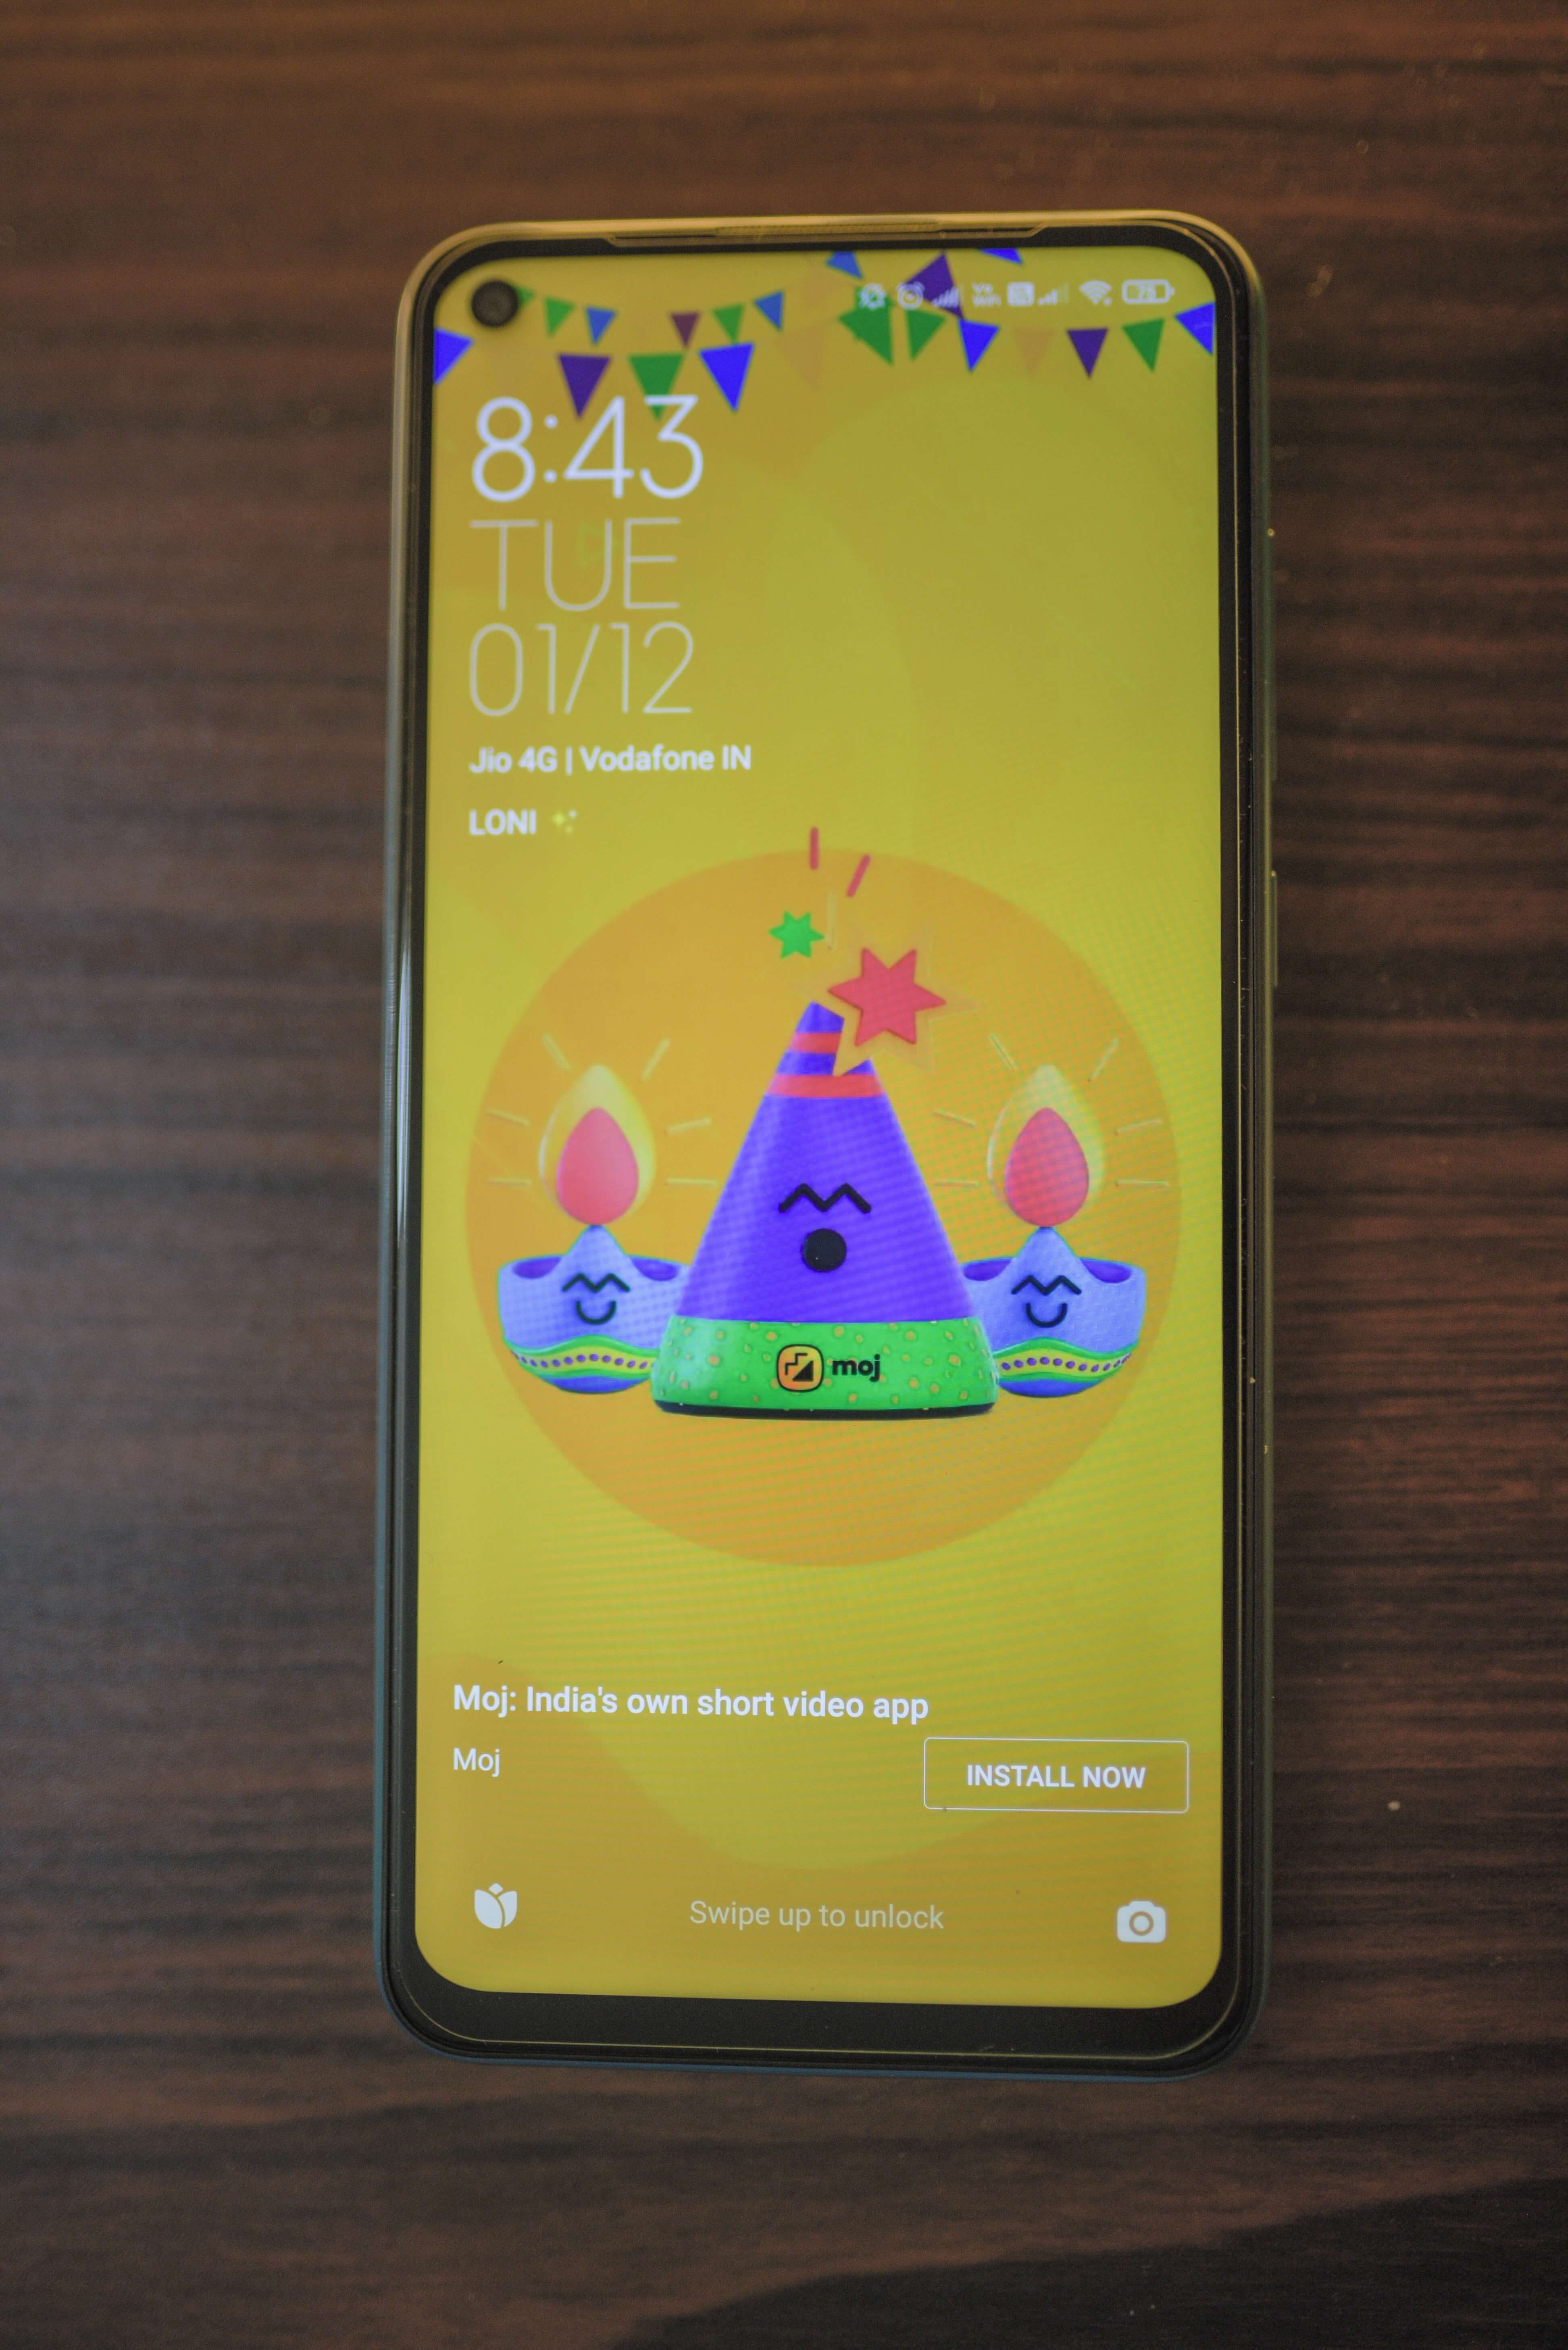 75
8:43
TUE
01/12
Jio 4G | Vodafone IN
LONI
moj
Moj: India's own short video app
Moj
INSTALL NOW
Swipe up to unlock